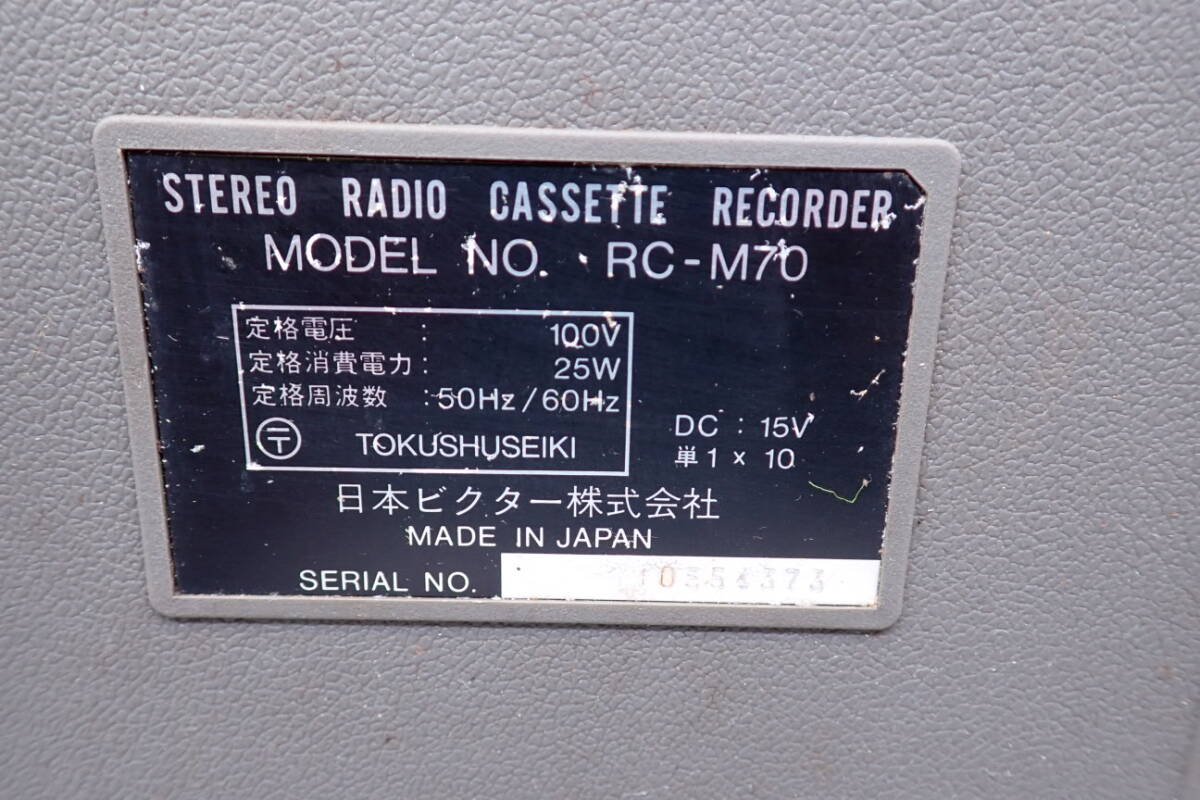 STEREO RADIO CASSETTE RECORDER
MODEL NO. RC-M70
定格電圧 : 100V
定格消費電力: 25W
定格周波数 :50Hz/60Hz
〒 TOKUSHUSEIKI
DC : 15V
単1 x 10
日本ビクター株式会社
MADE IN JAPAN
SERIAL NO.